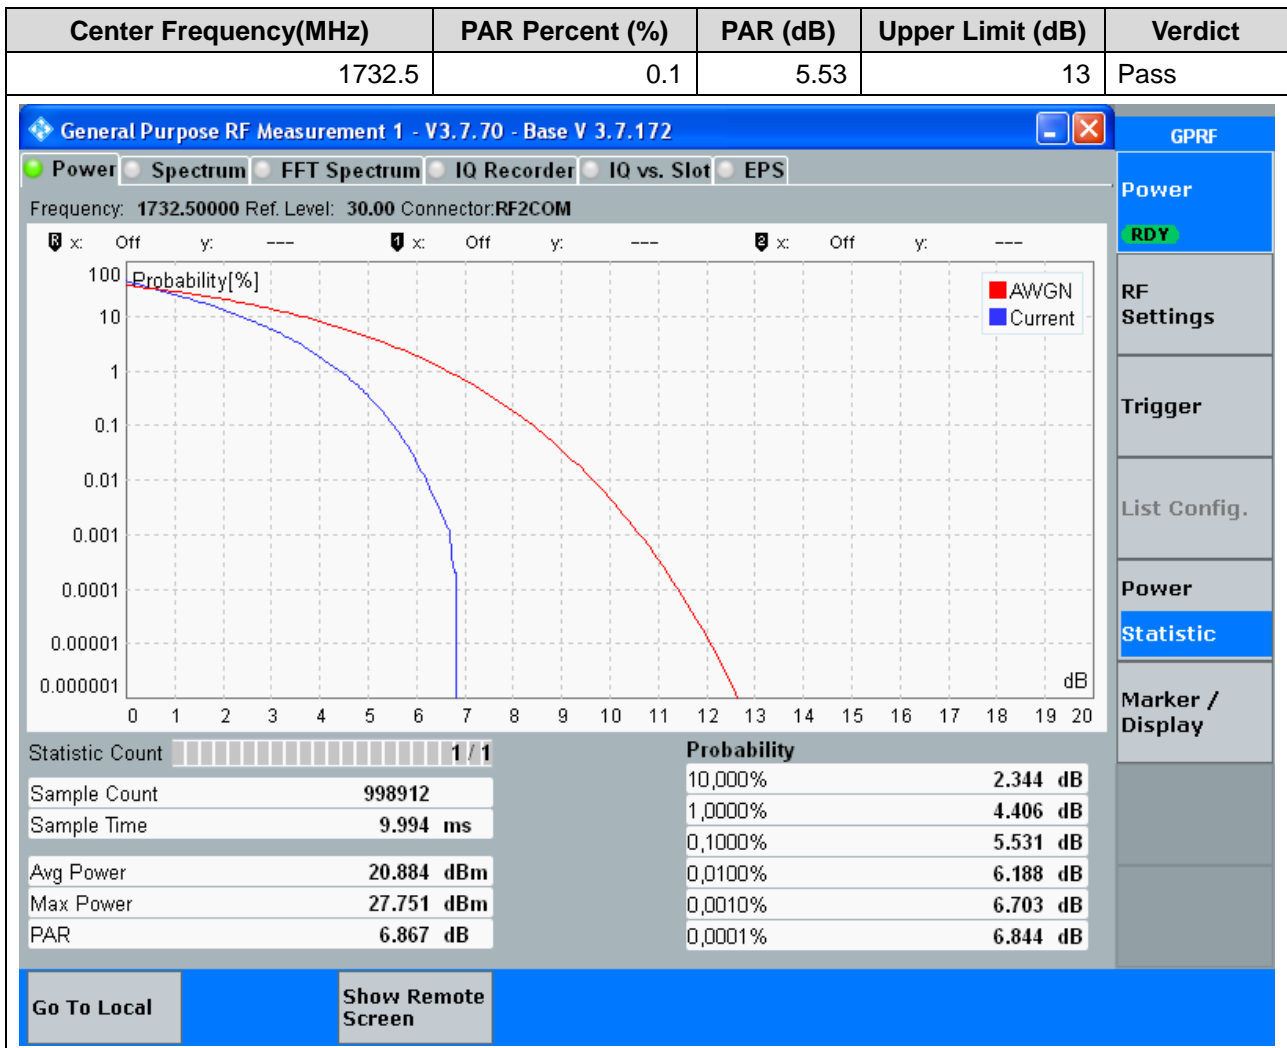 Center Frequency(MHz) PAR Percent (%) PAR (dB) Upper Limit (dB) Verdict
1732.5 0.1 5.53 13 Pass
General Purpose RF Measurement 1 - V3.7.70 - Base V 3.7.172
GPRF
Power Spectrum FFT Spectrum IQ Recorder IQ vs. Slot EPS
Power
RDY
Frequency: 1732.50000 Ref. Level: 30.00 Connector:RF2COM
R x: Off y: --- 1 x: Off y: --- 2 x: Off y: ---
Probability[%]
AWGN
Current
100
10
1
0.1
0.01
0.001
0.0001
0.00001
0.000001
dB
0 1 2 3 4 5 6 7 8 9 10 11 12 13 14 15 16 17 18 19 20
RF
Settings
Trigger
List Config.
Power
Statistic
Marker /
Display
Statistic Count 1 / 1
Sample Count 998912
Sample Time 9.994 ms
Avg Power 20.884 dBm
Max Power 27.751 dBm
PAR 6.867 dB
Probability
10,000% 2.344 dB
1,0000% 4.406 dB
0,1000% 5.531 dB
0,0100% 6.188 dB
0,0010% 6.703 dB
0,0001% 6.844 dB
Go To Local
Show Remote
Screen